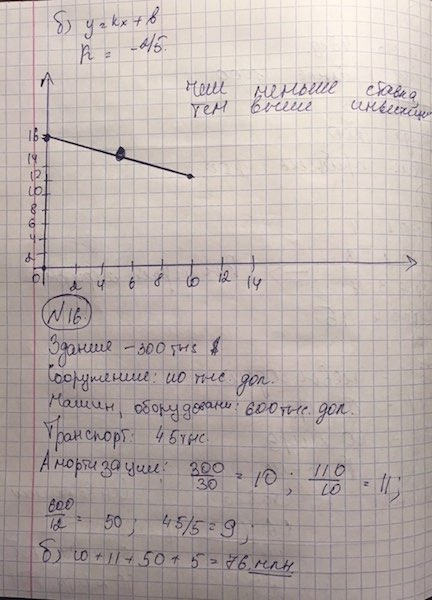 б) y = kx + b
k = -2/5.
Чем меньше ставка,
тем выше инвестиции
16
14
12
10
8
6
4
2
0
2 4 6 8 10 12 14
№16.
Здание - 300 тыс $
Сооружение: 110 тыс. дол.
Машин, оборудован: 600 тыс. дол.
Транспорт: 45 тыс.
Амортизации: 300/30 = 10; 110/10 = 11;
600/12 = 50; 45/5 = 9;
б) 10 + 11 + 50 + 5 = 76 млн